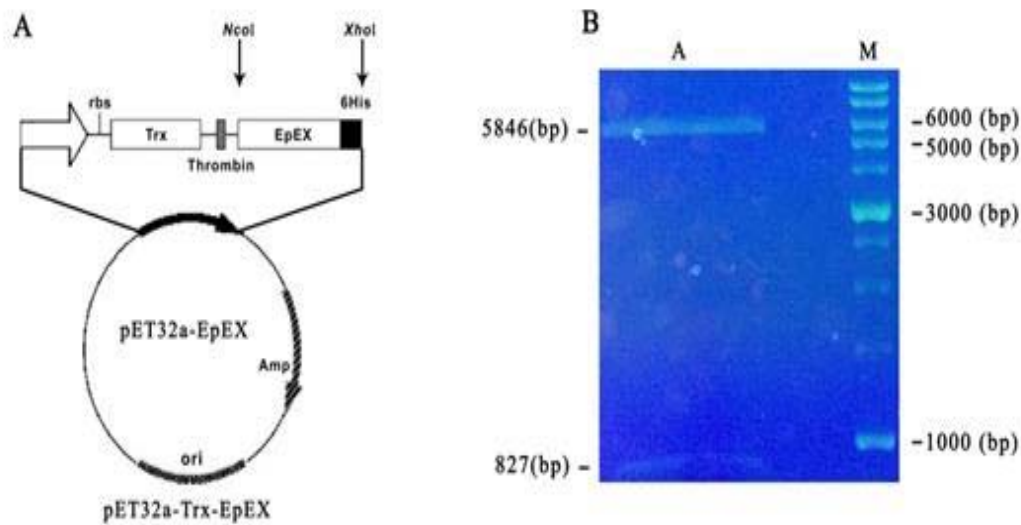 A
NcoI
XhoI
rbs
6His
Trx
EpEX
Thrombin
pET32a-EpEX
Amp
ori
pET32a-Trx-EpEX
B
A
M
5846(bp) -
-6000 (bp)
-5000 (bp)
-3000 (bp)
-1000 (bp)
827(bp) -